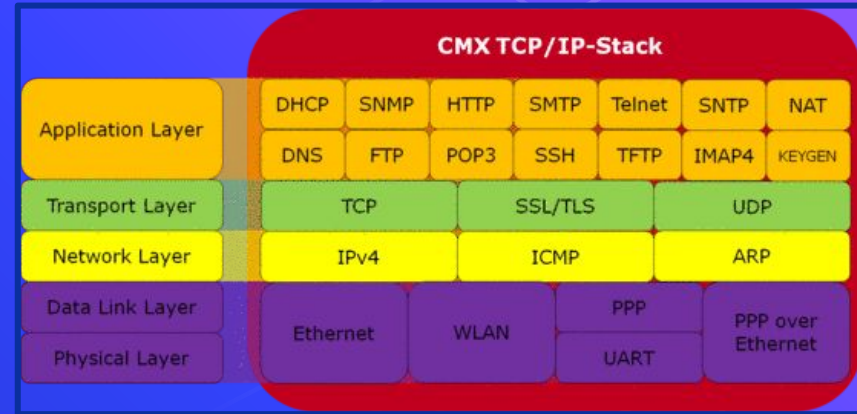 CMX TCP/IP-Stack
Application Layer
DHCP SNMP HTTP SMTP Telnet SNTP NAT
DNS FTP POP3 SSH TFTP IMAP4 KEYGEN
Transport Layer TCP SSL/TLS UDP
Network Layer IPv4 ICMP ARP
Data Link Layer
Physical Layer
Ethernet
WLAN
PPP
UART
PPP over
Ethernet